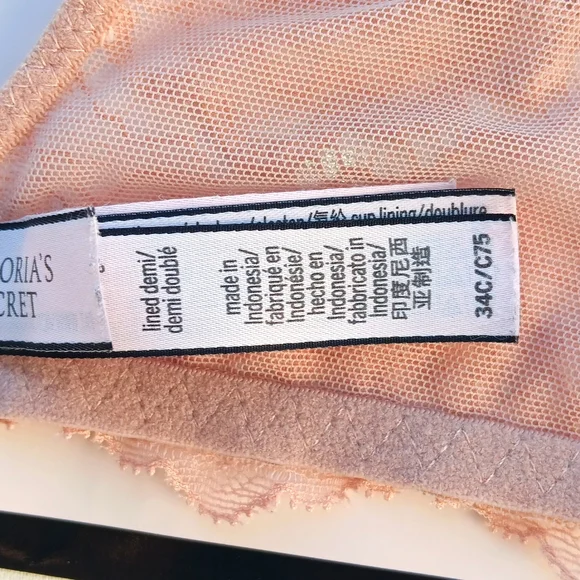 ORIA'S
CRET
lined demi/
demi doublé
made in
Indonesia/
fabriqué en
Indonésie/
hecho en
Indonesia/
fabbricato in
Indonesia/
印度尼西
亚制造
34C/C75
cup lining/doublure